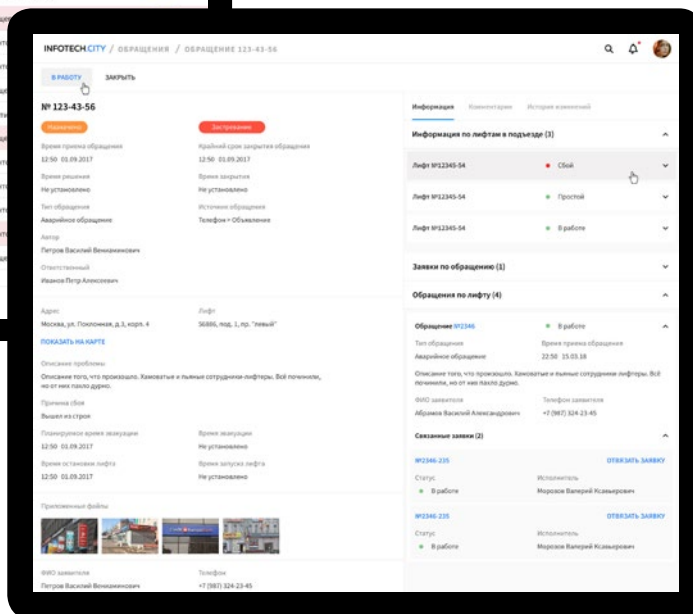 INFOTECH.CITY / ОБРАЩЕНИЯ / ОБРАЩЕНИЕ 123-43-56
В РАБОТУ ЗАКРЫТЬ
№ 123-43-56
Назначено Застревание
Время приема обращения Крайний срок закрытия обращения
12:50 01.09.2017 12:50 01.09.2017
Время решения Время закрытия
Не установлено Не установлено
Тип обращения Источник обращения
Аварийное обращение Телефон > Объявление
Автор
Петров Василий Вениаминович
Ответственный
Иванов Петр Алексеевич
Адрес Лифт
Москва, ул. Поклонная, д.3, корп. 4 56886, под. 1, пр. "левый"
ПОКАЗАТЬ НА КАРТЕ
Описание проблемы
Описание того, что произошло. Хамоватые и пьяные сотрудники-лифтеры. Всё починили,
но от них пахло дурно.
Причина сбоя
Вышел из строя
Планируемое время эвакуации Время эвакуации
12:50 01.09.2017 Не установлено
Время остановки лифта Время запуска лифта
12:50 01.09.2017 Не установлено
Приложенные файлы
ФИО заявителя Телефон
Петров Василий Вениаминович +7 (987) 324-23-45
Информация Комментарии История изменений
Информация по лифтам в подъезде (3)
Лифт №12345-54 Сбой
Лифт №12345-54 Простой
Лифт №12345-54 В работе
Заявки по обращению (1)
Обращения по лифту (4)
Обращение №2346 В работе
Тип обращения Время приема обращения
Аварийное обращение 22:50 15.03.18
Описание того, что произошло. Хамоватые и пьяные сотрудники-лифтеры. Всё
починили, но от них пахло дурно.
ФИО заявителя Телефон заявителя
Абрамов Василий Александрович +7 (987) 324-23-45
Связанные заявки (2)
№2346-235 ОТВЯЗАТЬ ЗАЯВКУ
Статус Исполнитель
В работе Морозов Валерий Ксавьерович
№2346-235 ОТВЯЗАТЬ ЗАЯВКУ
Статус Исполнитель
В работе Морозов Валерий Ксавьерович